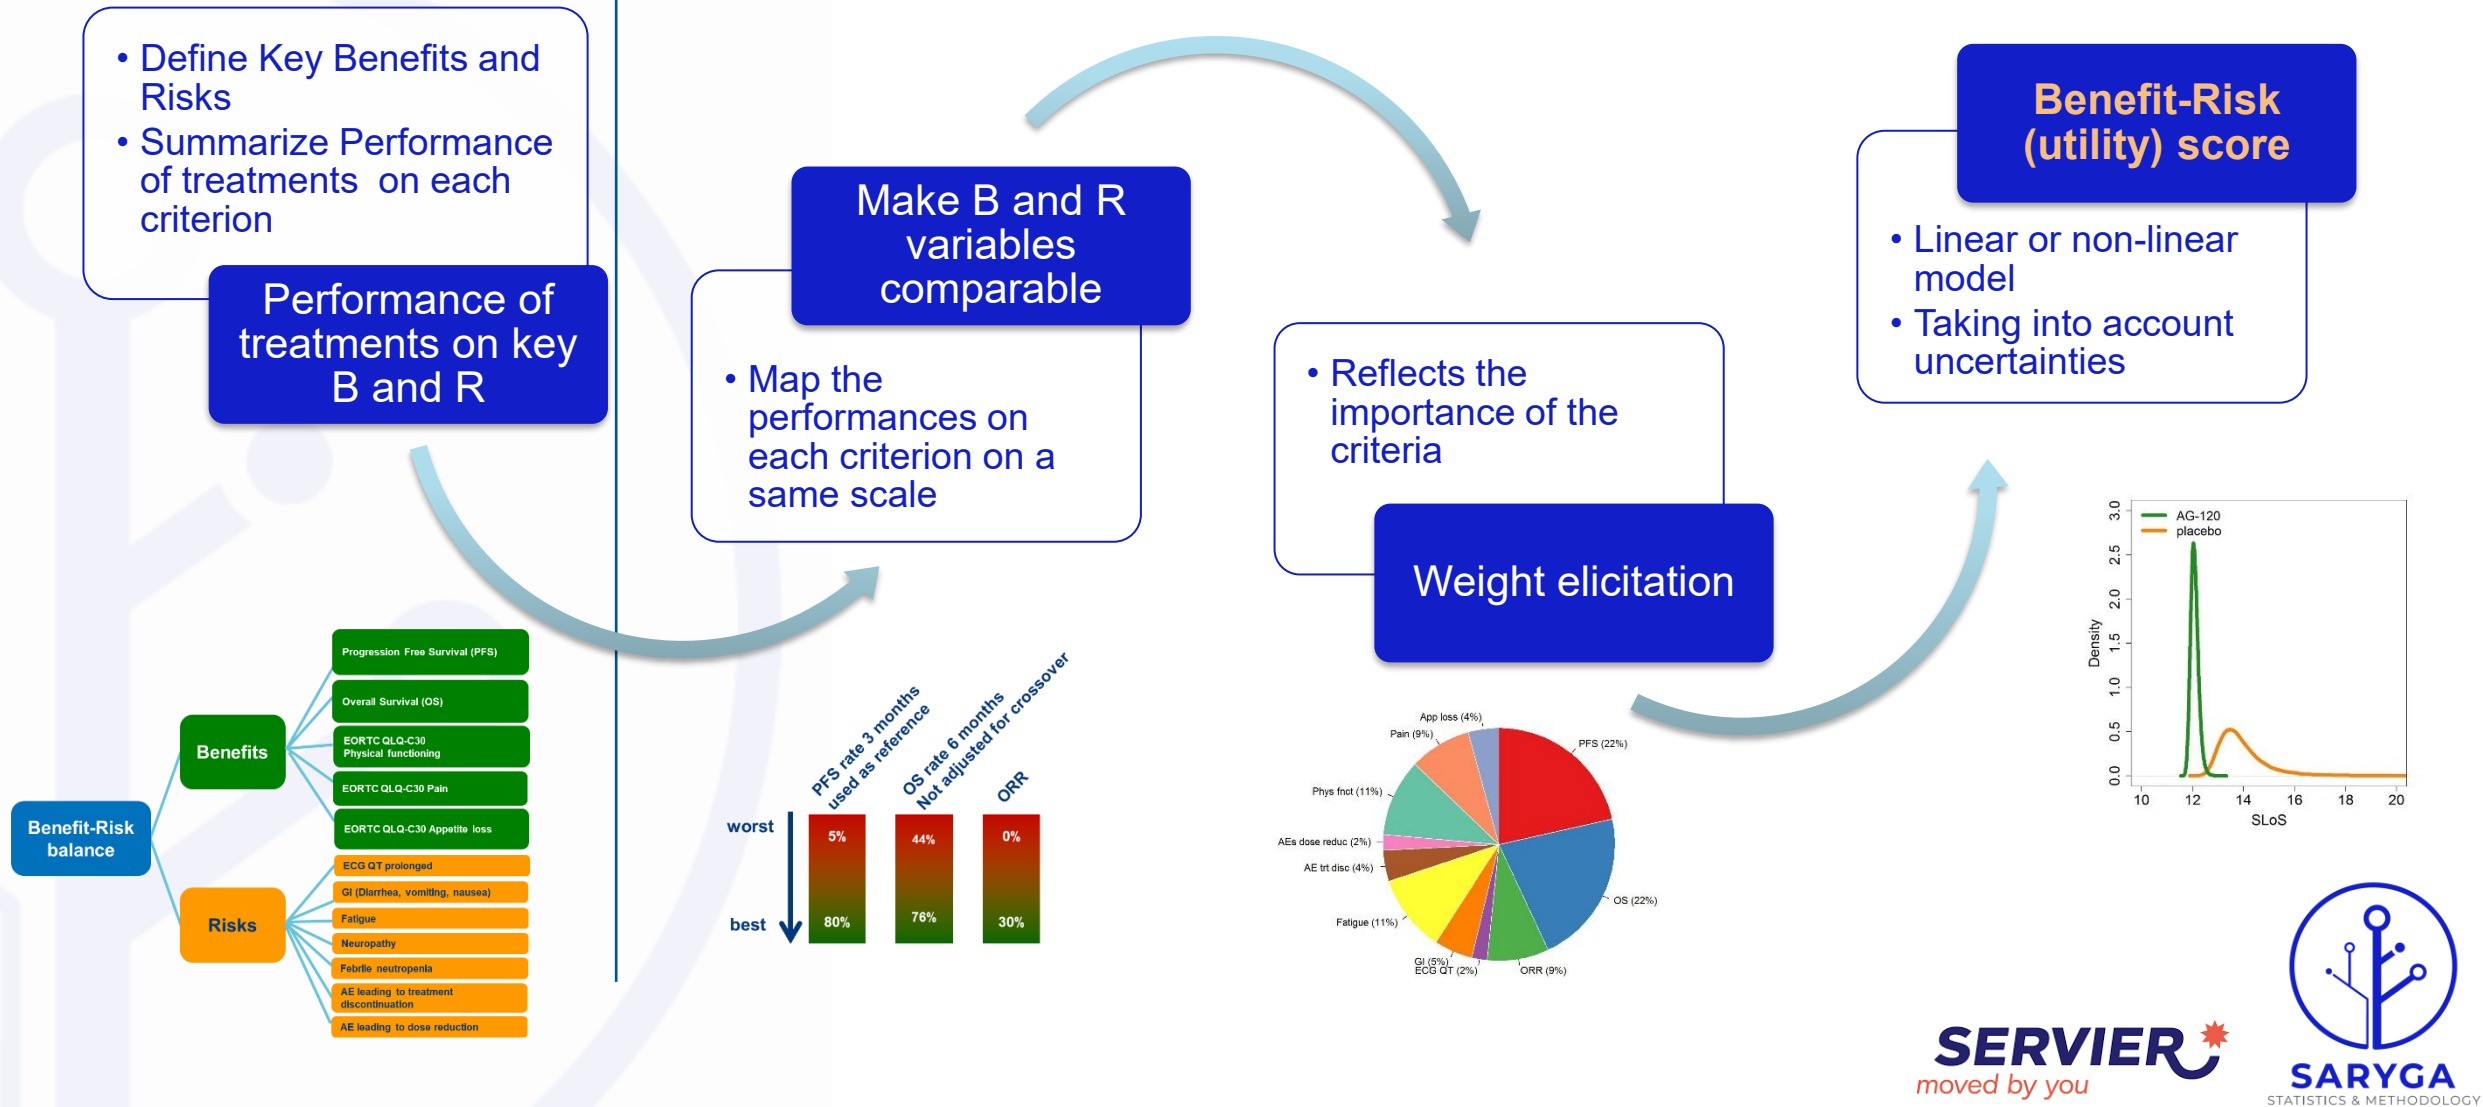 • Define Key Benefits and
Risks
• Summarize Performance
of treatments on each
criterion
Performance of
treatments on key
B and R
Make B and R
variables
comparable
• Map the
performances on
each criterion on a
same scale
• Reflects the
importance of the
criteria
Weight elicitation
Benefit-Risk
(utility) score
• Linear or non-linear
model
• Taking into account
uncertainties
Benefit-Risk
balance
Benefits
Progression Free Survival (PFS)
Overall Survival (OS)
EORTC QLQ-C30
Physical functioning
EORTC QLQ-C30 Pain
EORTC QLQ-C30 Appetite loss
Risks
ECG QT prolonged
GI (Diarrhea, vomiting, nausea)
Fatigue
Neuropathy
Febrile neutropenia
AE leading to treatment
discontinuation
AE leading to dose reduction
PFS rate 3 months
used as reference
OS rate 6 months
Not adjusted for crossover
ORR
worst
5%
44%
0%
best
80%
76%
30%
App loss (4%)
Pain (9%)
PFS (22%)
Phys fnct (11%)
AEs dose reduc (2%)
AE trt disc (4%)
OS (22%)
Fatigue (11%)
GI (5%)
ECG QT (2%)
ORR (9%)
AG-120
placebo
Density
0.0
0.5
1.0
1.5
2.0
2.5
3.0
10
12
14
16
18
20
SLoS
SERVIER
moved by you
SARYGA
STATISTICS & METHODOLOGY